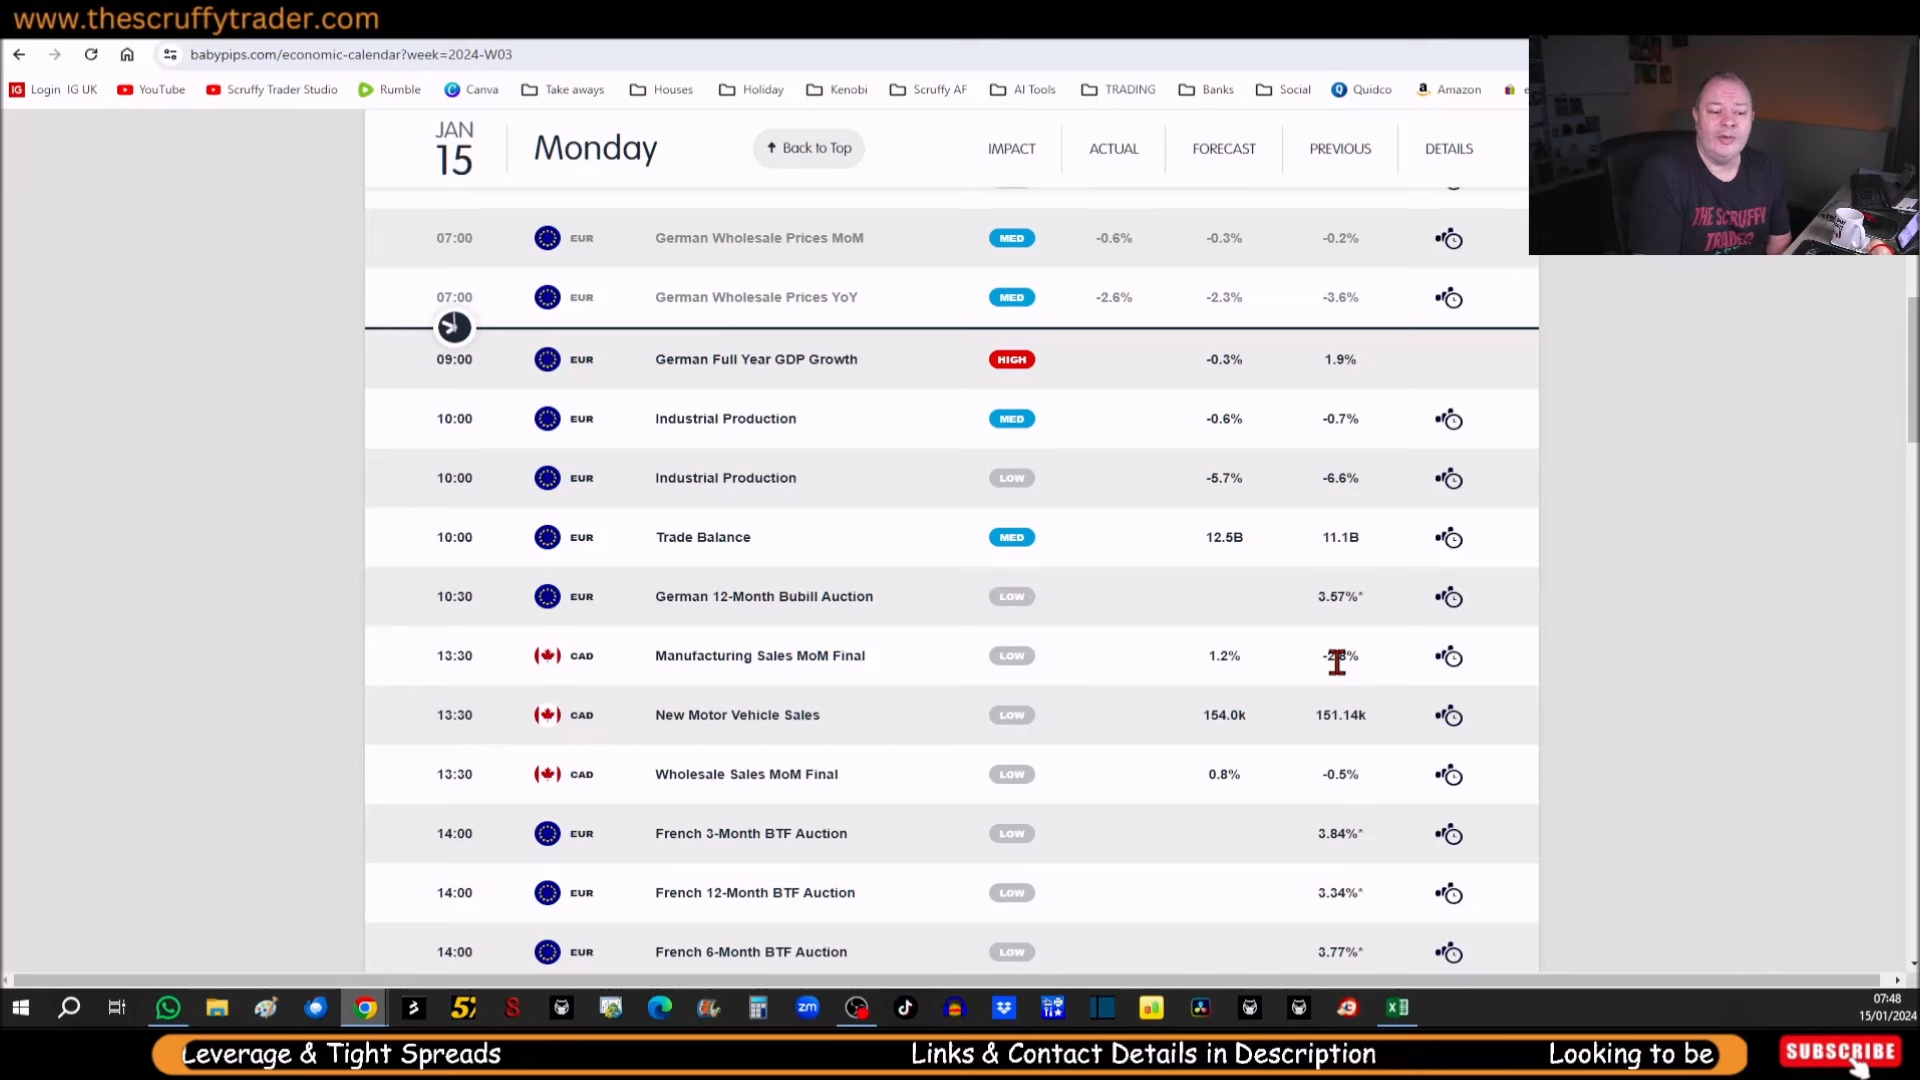 www.thescruffytrader.com
babypips.com/economic-calendar?week=2024-W03
IG Login IG UK YouTube Scruffy Trader Studio Rumble Canva Take aways Houses Holiday Kenobi Scruffy AF AI Tools TRADING Banks Social Quidco Amazon e
JAN 15 Monday Back to Top IMPACT ACTUAL FORECAST PREVIOUS DETAILS
07:00 EUR German Wholesale Prices MoM MED -0.6% -0.3% -0.2%
07:00 EUR German Wholesale Prices YoY MED -2.6% -2.3% -3.6%
09:00 EUR German Full Year GDP Growth HIGH -0.3% 1.9%
10:00 EUR Industrial Production MED -0.6% -0.7%
10:00 EUR Industrial Production LOW -5.7% -6.6%
10:00 EUR Trade Balance MED 12.5B 11.1B
10:30 EUR German 12-Month Bubill Auction LOW 3.57%*
13:30 CAD Manufacturing Sales MoM Final LOW 1.2%
13:30 CAD New Motor Vehicle Sales LOW 154.0k 151.14k
13:30 CAD Wholesale Sales MoM Final LOW 0.8% -0.5%
14:00 EUR French 3-Month BTF Auction LOW 3.84%*
14:00 EUR French 12-Month BTF Auction LOW 3.34%*
14:00 EUR French 6-Month BTF Auction LOW 3.77%*
THE SCRUFFY
TRADER
zm
07:48
15/01/2024
Leverage & Tight Spreads Links & Contact Details in Description Looking to be
SUBSCRIBE